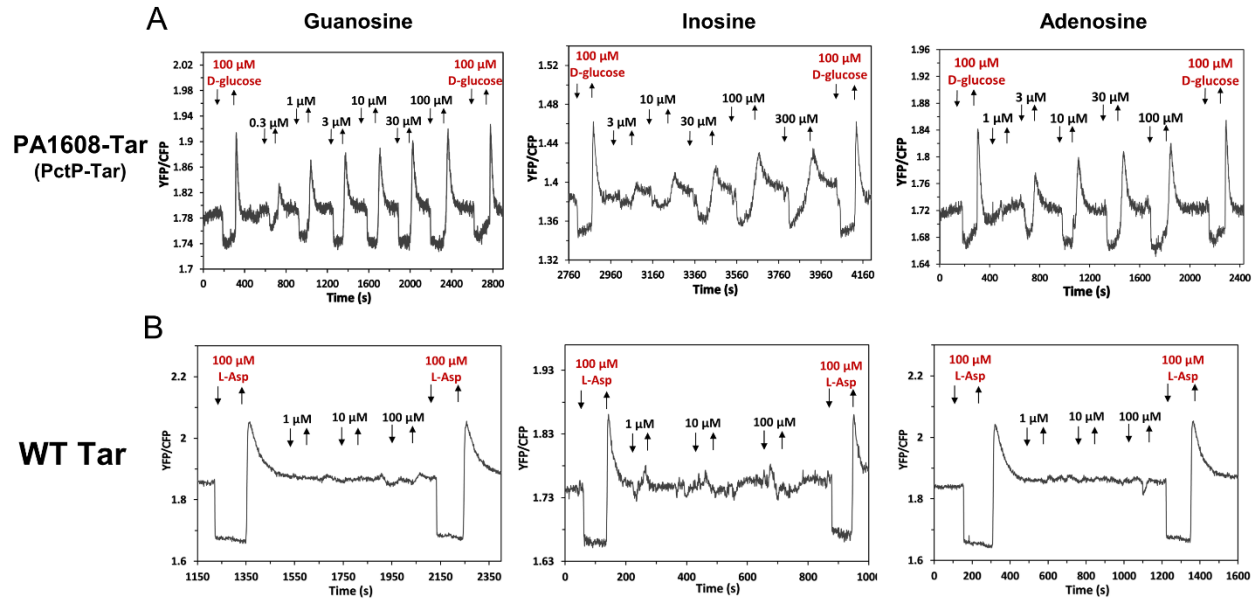 A
Guanosine
Inosine
Adenosine
PA1608-Tar
(PctP-Tar)
YFP/CFP
2.02
1.98
1.94
1.9
1.86
1.82
1.78
1.74
1.7
100 µM
D-glucose
0.3 µM
1 µM
3 µM
10 µM
30 µM
100 µM
100 µM
D-glucose
0 400 800 1200 1600 2000 2400 2800
Time (s)
YFP/CFP
1.52
1.48
1.44
1.4
1.36
1.32
100 µM
D-glucose
3 µM
10 µM
30 µM
100 µM
300 µM
100 µM
D-glucose
2760 2960 3160 3360 3560 3760 3960 4160
Time (s)
YFP/CFP
1.96
1.92
1.88
1.84
1.8
1.76
1.72
1.68
1.64
100 µM
D-glucose
1 µM
3 µM
10 µM
30 µM
100 µM
100 µM
D-glucose
0 400 800 1200 1600 2000 2400
Time (s)
B
WT Tar
YFP/CFP
2.2
2
1.8
1.6
100 µM
L-Asp
1 µM
10 µM
100 µM
100 µM
L-Asp
1150 1350 1550 1750 1950 2150 2350
Time (s)
YFP/CFP
1.93
1.83
1.73
1.63
100 µM
L-Asp
1 µM
10 µM
100 µM
100 µM
L-Asp
0 200 400 600 800 1000
Time (s)
YFP/CFP
2.2
2
1.8
1.6
100 µM
L-Asp
1 µM
10 µM
100 µM
100 µM
L-Asp
0 200 400 600 800 1000 1200 1400 1600
Time (s)